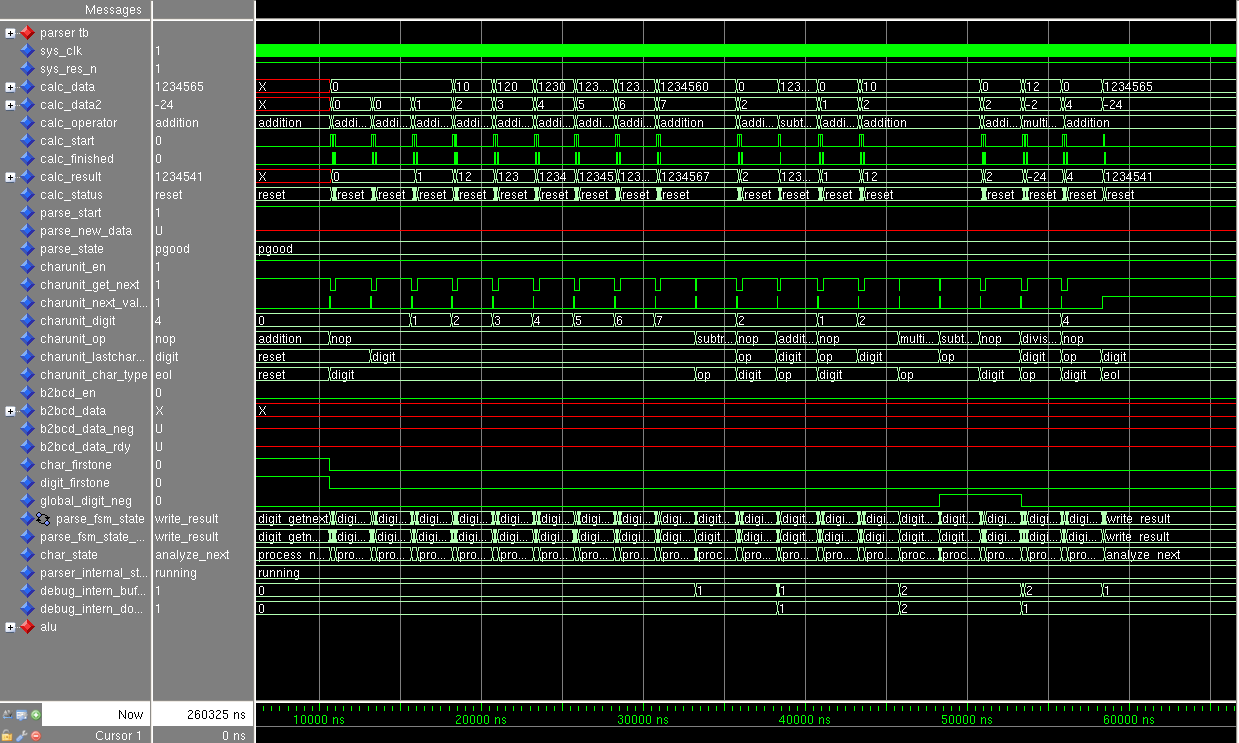 Messages
parser tb
sys_clk 1
sys_res_n 1
calc_data 1234565 X 0 10 120 1230 123... 1230 123... 1234560 0 123... 0 10 0 12 0 1234565
calc_data2 -24 X 0 0 1 2 3 4 5 6 7 2 1 2 2 -2 4 -24
calc_operator addition addition addi... addi... addi... addi... addi... addi... addi... addi... addition addi... subt... addi... addition addi... multi... addition
calc_start 0
calc_finished 0
calc_result 1234541 X 0 1 12 123 1234 12345 123... 1234567 2 123... 1 12 2 -24 4 1234541
calc_status reset reset reset reset reset reset reset reset reset reset reset reset reset reset reset reset reset reset reset
parse_start 1
parse_new_data U
parse_state pgood pgood
charunit_en 1
charunit_get_next 1
charunit_next_val... 1
charunit_digit 4 0 1 2 3 4 5 6 7 2 1 2 4
charunit_op nop addition nop subtr... nop addit... nop multi... subt... nop divis... nop
charunit_lastchar... digit reset digit op digit op digit op digit op digit
charunit_char_type eol reset digit op digit op digit op digit op digit eol
b2bcd_en 0
b2bcd_data X X
b2bcd_data_neg U
b2bcd_data_rdy U
char_firstone 0
digit_firstone 0
global_digit_neg 0
parse_fsm_state write_result digit_getnext digi... digi... digi... digi... digi... digi... digi... digi... digi... digi... digi... digi... digit... digit... digi... digi... digi... write_result
parse_fsm_state_... write_result digit_getn... digi... digi... digi... digi... digi... digi... digi... digi... digi... digi... digi... digi... digit... digit... digi... digi... digi... write_result
char_state analyze_next process_n... pro... pro... pro... pro... pro... pro... pro... pro... proc... pro... pro... pro... pro... proc... proc... pro... pro... pro... analyze_next
parser_internal_st... running running
debug_intern_buf... 1 0 1 1 2 2 1
debug_intern_do... 1 0 1 2 1
alu
Now 260325 ns
10000 ns 20000 ns 30000 ns 40000 ns 50000 ns 60000 ns
Cursor 1 0 ns